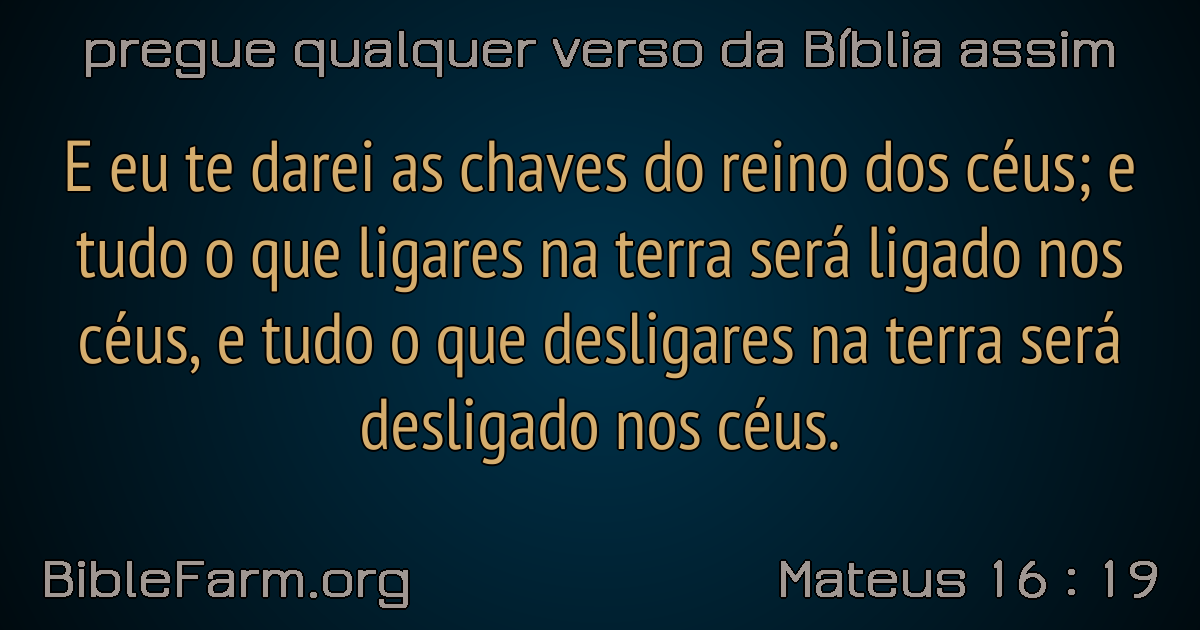 pregue qualquer verso da Bíblia assim
E eu te darei as chaves do reino dos céus; e
tudo o que ligares na terra será ligado nos
céus, e tudo o que desligares na terra será
desligado nos céus.
BibleFarm.org
Mateus 16 : 19